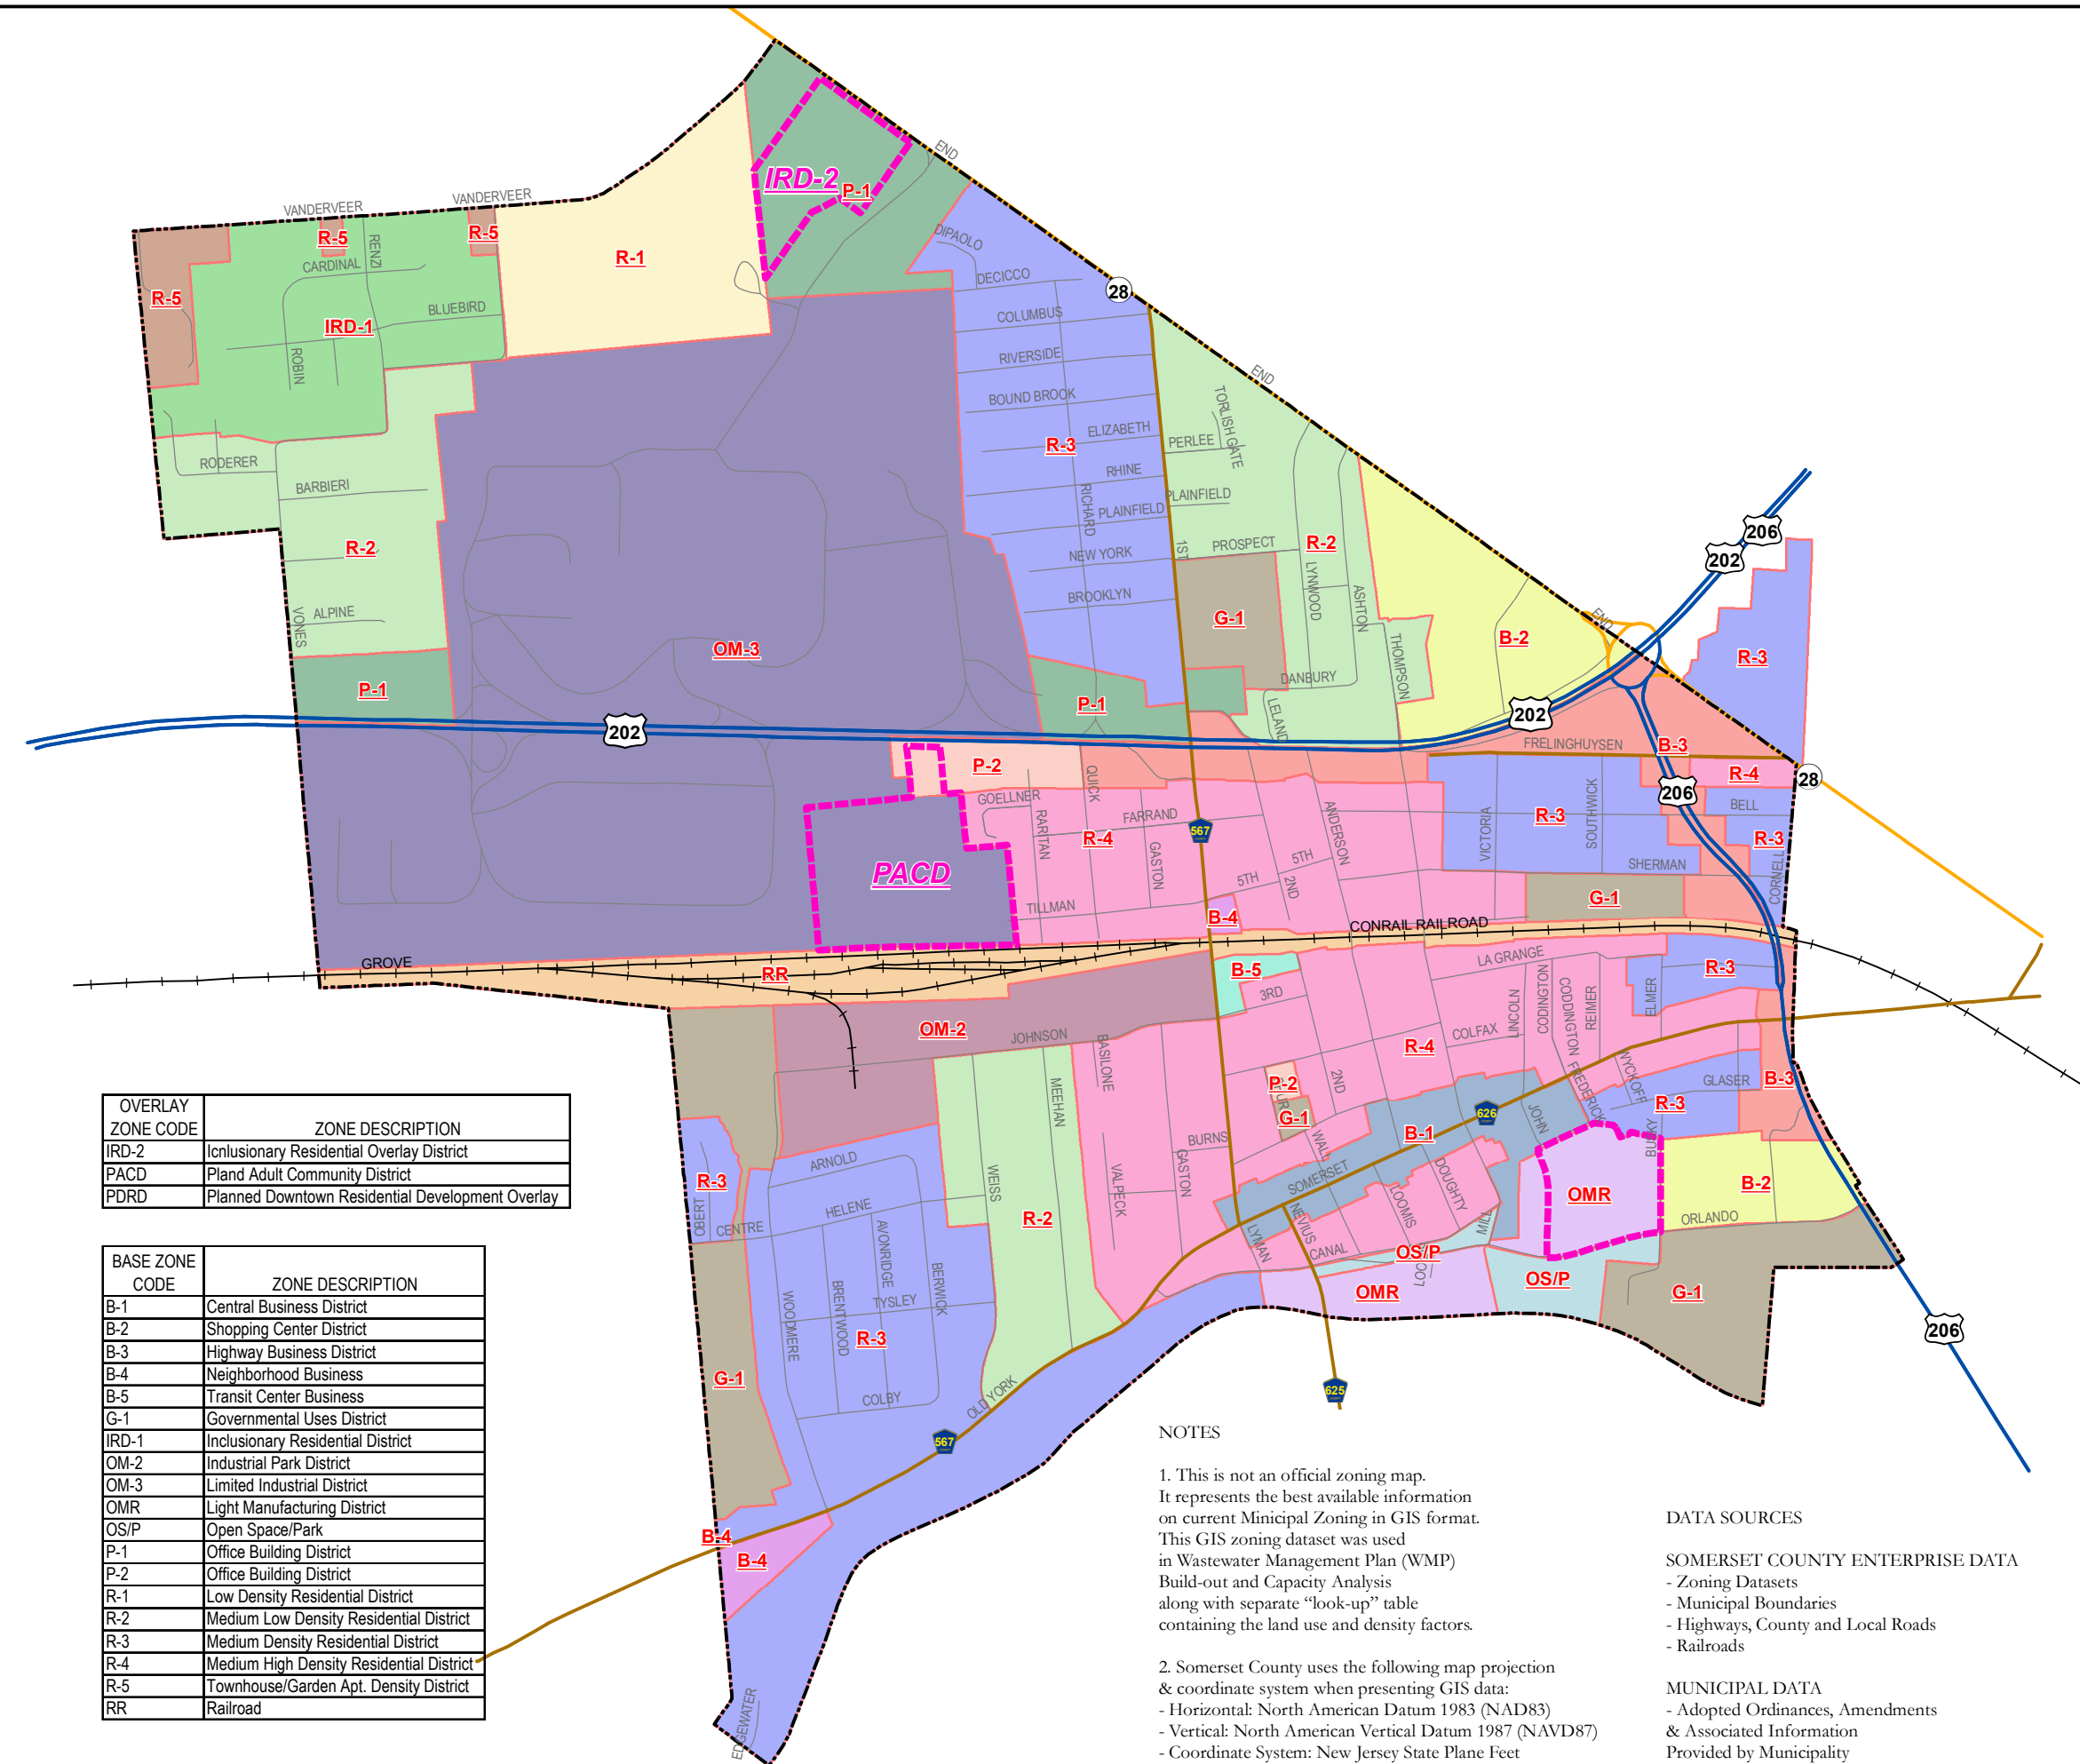 END
IRD-2
P-1
VANDERVEER
VANDERVEER
R-5
R-5
RENZI
R-1
CARDINAL
R-5
BLUEBIRD
IRD-1
ROBIN
DIPAOLO
DECICCO
28
COLUMBUS
RIVERSIDE
END
BOUND BROOK
TORLISH GATE
ELIZABETH
R-3
PERLEE
RODERER
RHINE
BARBIERI
RICHARD
PLAINFIELD
PLAINFIELD
206
R-2
NEW YORK
1ST
PROSPECT
R-2
202
LYNWOOD
ASHTON
BROOKLYN
VONES
ALPINE
G-1
END
OM-3
THOMPSON
B-2
R-3
P-1
DANBURY
P-1
LELAND
202
202
FRELINGHUYSEN
B-3
P-2
QUICK
R-4
28
GOELLNER
206
BELL
RARITAN
FARRAND
ANDERSON
VICTORIA
R-3
SOUTHWICK
567
R-4
R-3
GASTON
5TH
SHERMAN
PACD
5TH
2ND
CORNELL
TILLMAN
G-1
B-4
CONRAIL RAILROAD
GROVE
RR
B-5
LA GRANGE
R-3
3RD
LINCOLN
CODINGTON
CODDINGTON
REIMER
ELMER
OM-2
JOHNSON
BASILONE
COLFAX
R-4
MEEHAN
P-2
2ND
WYCKOFF
GLASER
B-3
G-1
WALL
626
JOHN
FREDERICK
R-3
B-1
BURNS
BUSKY
ARNOLD
VALPECK
GASTON
SOMERSET
DOUGHTY
R-3
WEISS
OMR
B-2
OBERT
CENTRE
HELENE
AVONRIDGE
R-2
LOOMIS
NEVIUS
MILL
ORLANDO
LYMAN
CANAL
OS/P
OS/P
BERWICK
WOODMERE
BRENTWOOD
TYSLEY
OMR
G-1
R-3
206
G-1
COLBY
OLD YORK
625
567
B-4
B-4
EDGEWATER
OVERLAY
ZONE CODE ZONE DESCRIPTION
IRD-2 Icnlusionary Residential Overlay District
PACD Pland Adult Community District
PDRD Planned Downtown Residential Development Overlay
BASE ZONE
CODE ZONE DESCRIPTION
B-1 Central Business District
B-2 Shopping Center District
B-3 Highway Business District
B-4 Neighborhood Business
B-5 Transit Center Business
G-1 Governmental Uses District
IRD-1 Inclusionary Residential District
OM-2 Industrial Park District
OM-3 Limited Industrial District
OMR Light Manufacturing District
OS/P Open Space/Park
P-1 Office Building District
P-2 Office Building District
R-1 Low Density Residential District
R-2 Medium Low Density Residential District
R-3 Medium Density Residential District
R-4 Medium High Density Residential District
R-5 Townhouse/Garden Apt. Density District
RR Railroad
NOTES
1. This is not an official zoning map.
It represents the best available information
on current Minicipal Zoning in GIS format.
This GIS zoning dataset was used
in Wastewater Management Plan (WMP)
Build-out and Capacity Analysis
along with separate “look-up” table
containing the land use and density factors.
2. Somerset County uses the following map projection
& coordinate system when presenting GIS data:
- Horizontal: North American Datum 1983 (NAD83)
- Vertical: North American Vertical Datum 1987 (NAVD87)
- Coordinate System: New Jersey State Plane Feet
DATA SOURCES
SOMERSET COUNTY ENTERPRISE DATA
- Zoning Datasets
- Municipal Boundaries
- Highways, County and Local Roads
- Railroads
MUNICIPAL DATA
- Adopted Ordinances, Amendments
& Associated Information
Provided by Municipality